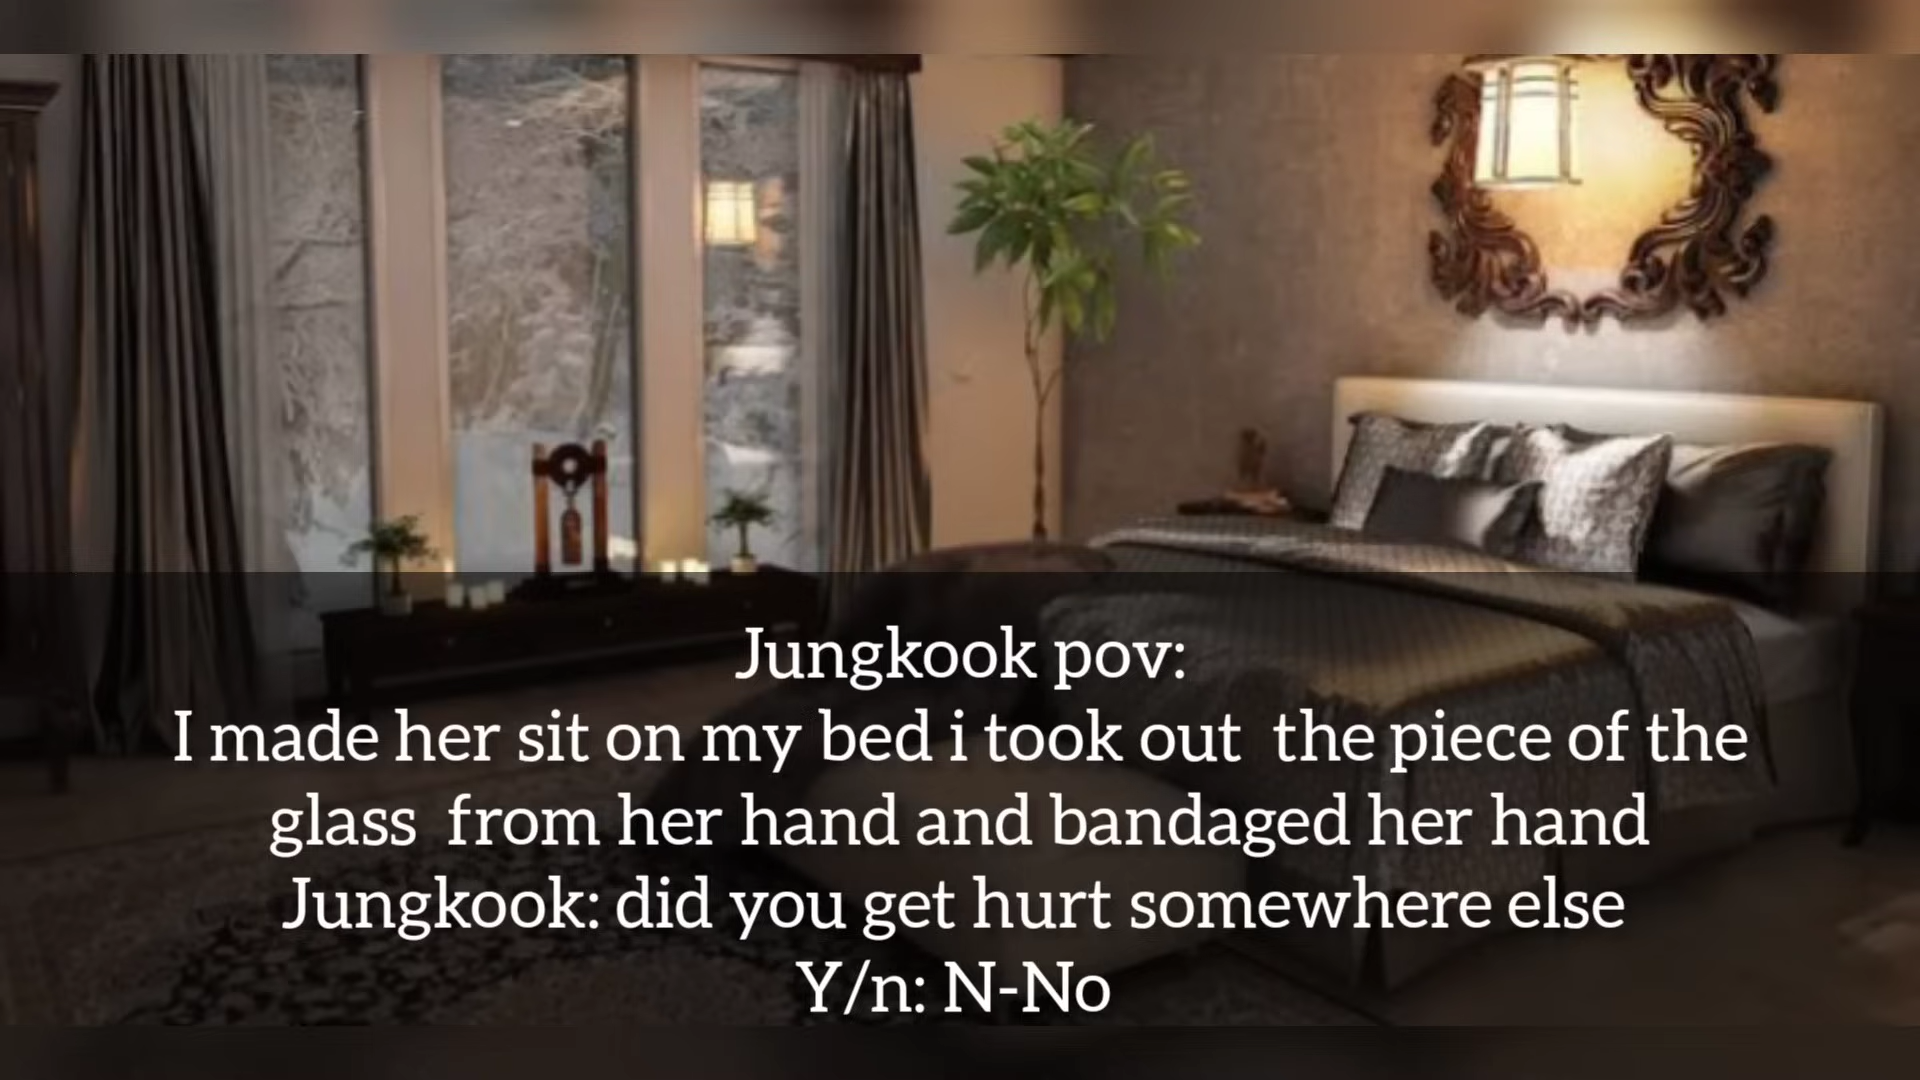 Jungkook pov:
I made her sit on my bed i took out  the piece of the
glass  from her hand and bandaged her hand
Jungkook: did you get hurt somewhere else
Y/n: N-No